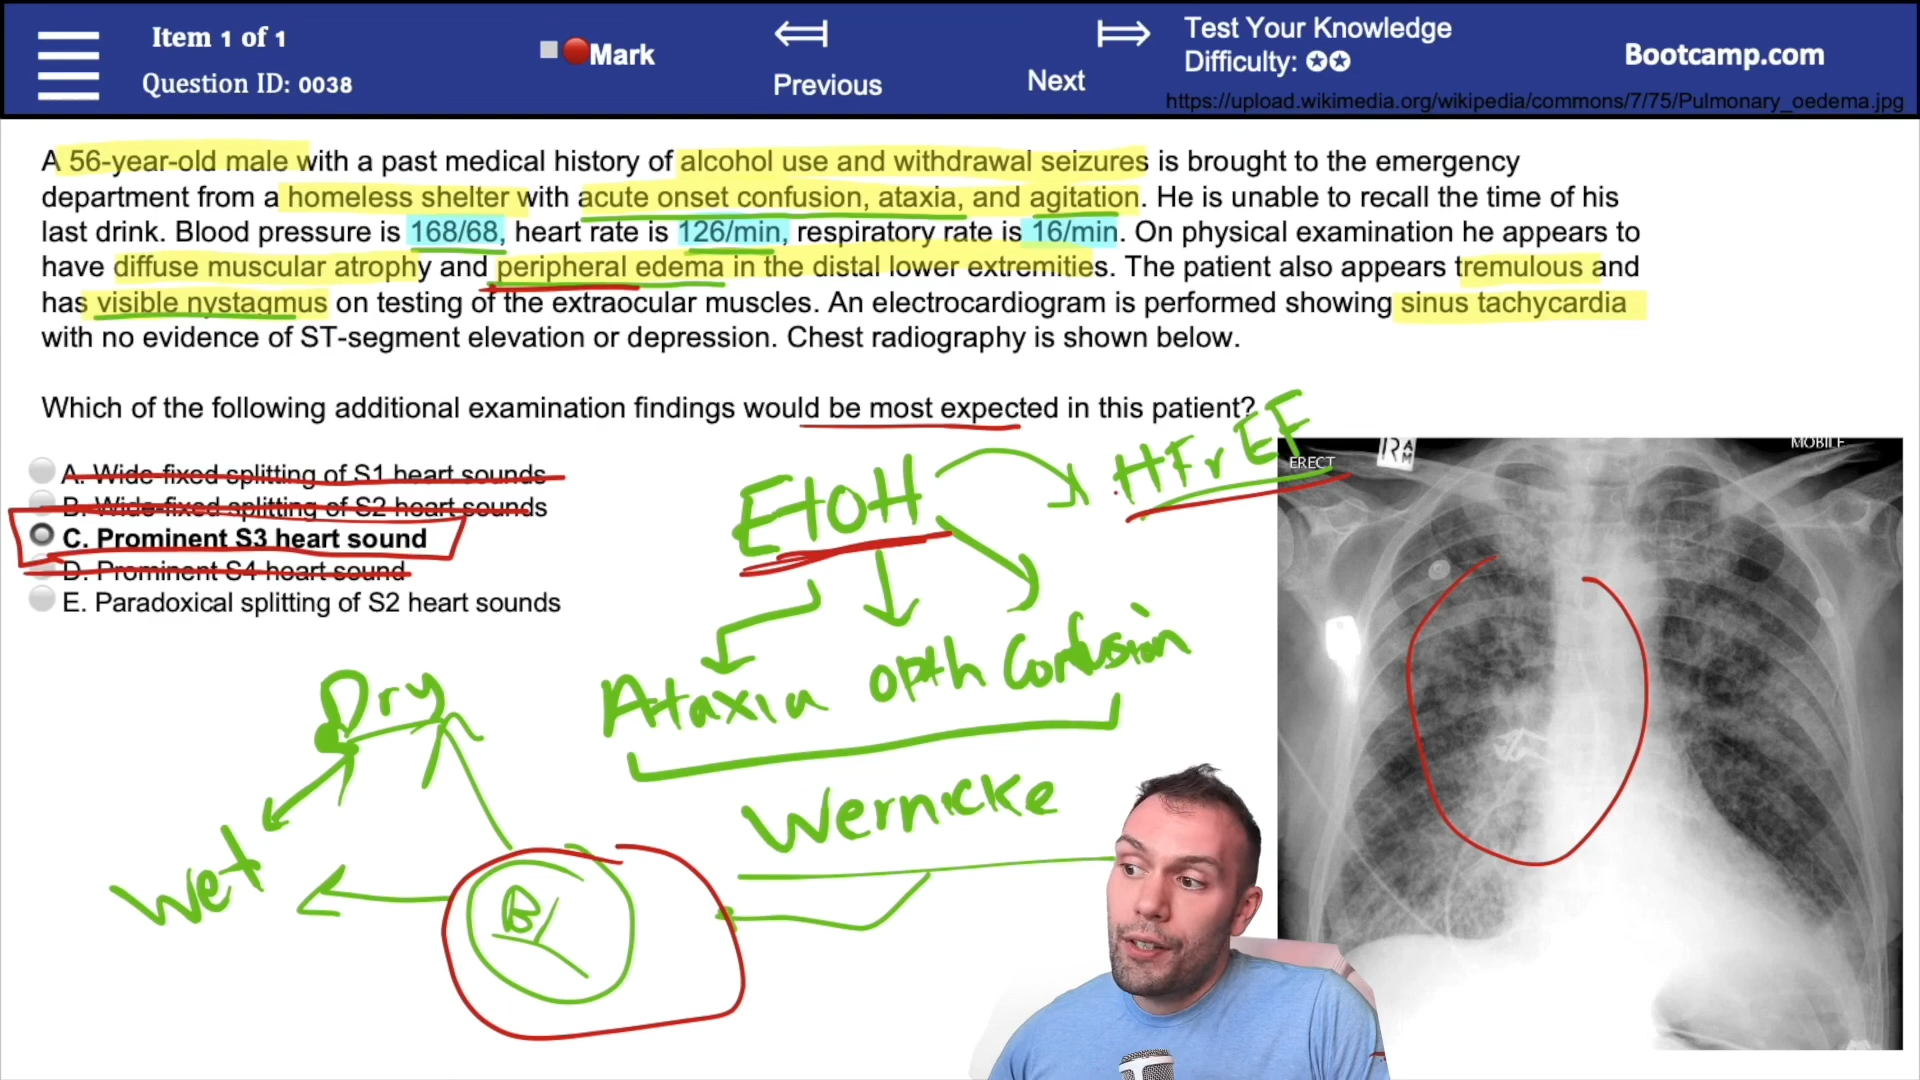 Item 1 of 1
Question ID: 0038
Mark
Previous
Next
Test Your Knowledge
Difficulty: ✪✪
Bootcamp.com
https://upload.wikimedia.org/wikipedia/commons/7/75/Pulmonary_oedema.jpg
A 56-year-old male with a past medical history of alcohol use and withdrawal seizures is brought to the emergency
department from a homeless shelter with acute onset confusion, ataxia, and agitation. He is unable to recall the time of his
last drink. Blood pressure is 168/68, heart rate is 126/min, respiratory rate is 16/min. On physical examination he appears to
have diffuse muscular atrophy and peripheral edema in the distal lower extremities. The patient also appears tremulous and
has visible nystagmus on testing of the extraocular muscles. An electrocardiogram is performed showing sinus tachycardia
with no evidence of ST-segment elevation or depression. Chest radiography is shown below.
Which of the following additional examination findings would be most expected in this patient?
A. Wide-fixed splitting of S1 heart sounds
B. Wide-fixed splitting of S2 heart sounds
C. Prominent S3 heart sound
D. Prominent S4 heart sound
E. Paradoxical splitting of S2 heart sounds
EtOH
HFrEF
Ataxia Opth Confusion
Wernicke
Dry
Wet
B1
ERECT
R
AM
MOBILE